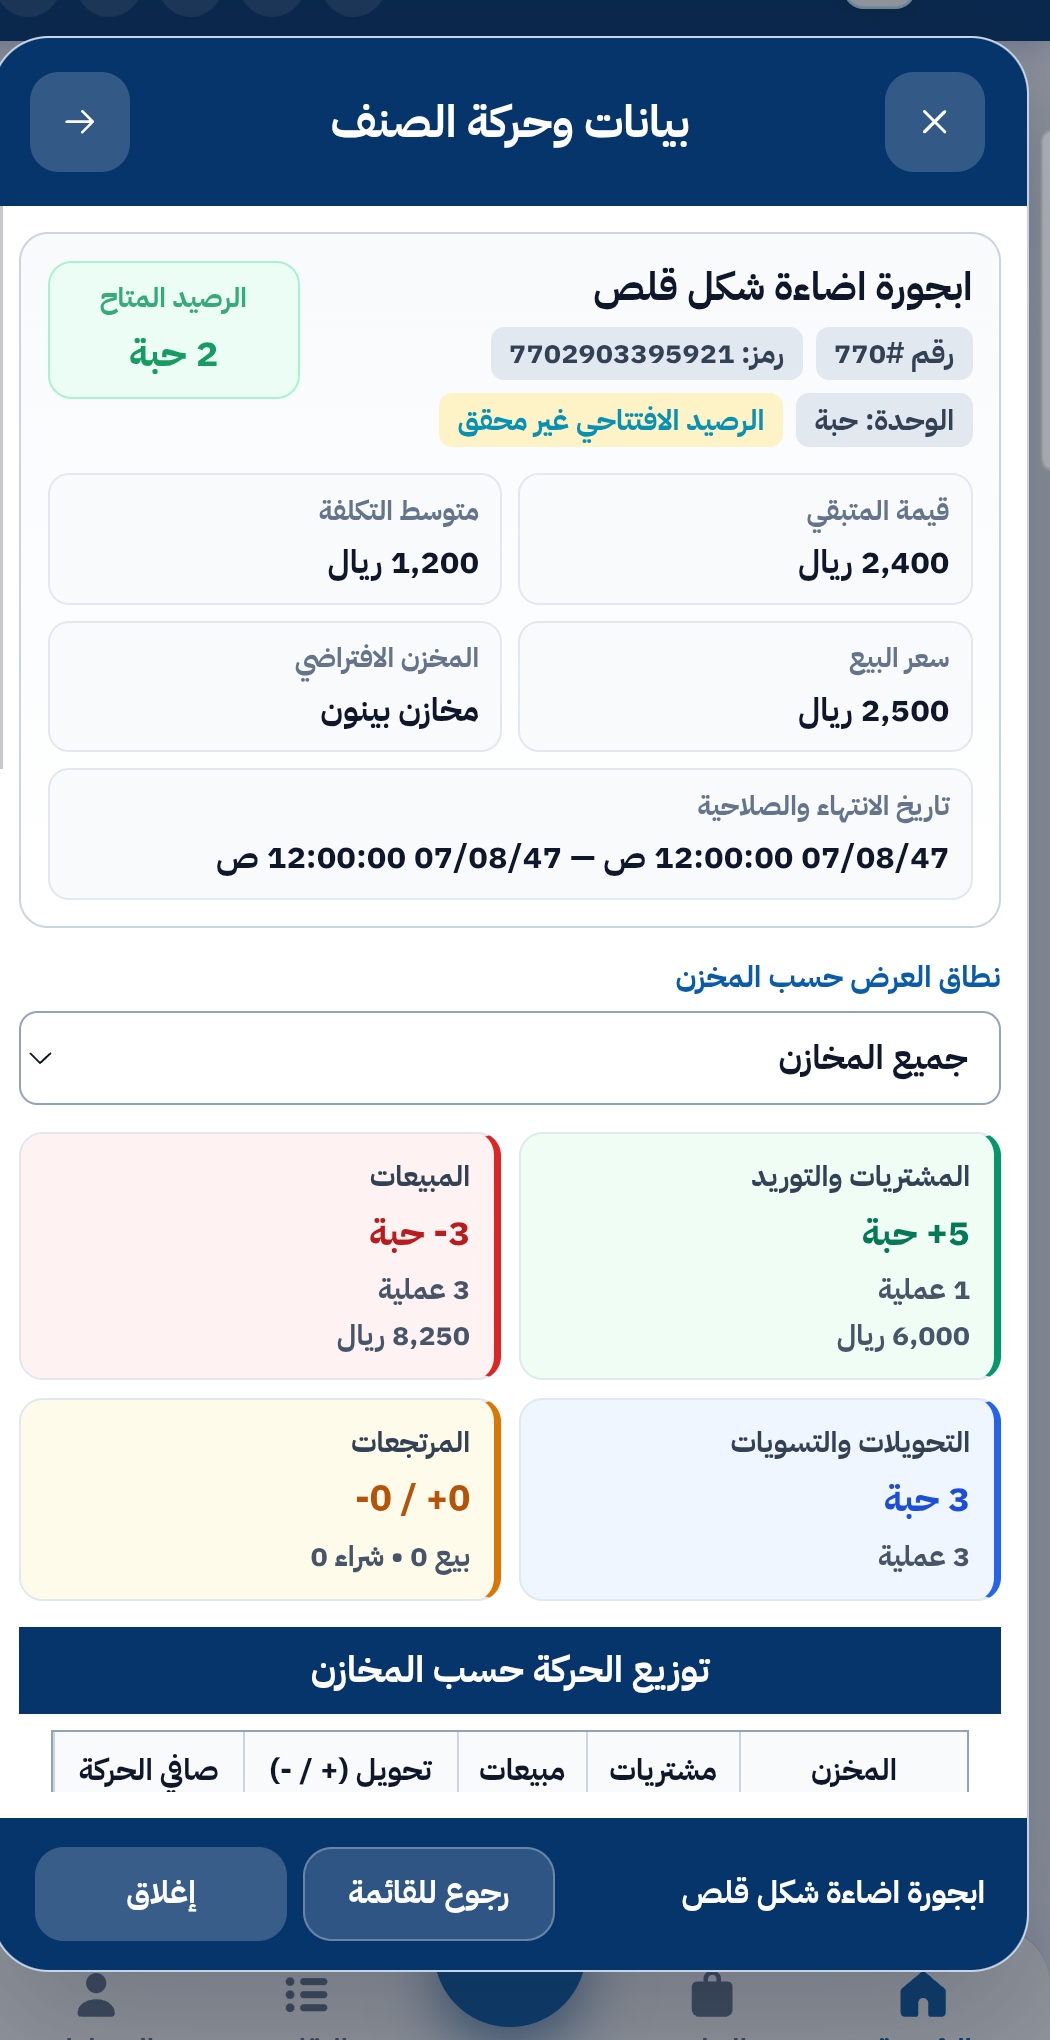 بيانات وحركة الصنف
ابجورة اضاءة شكل قلص
رقم #770
رمز: 7702903395921
الوحدة: حبة
الرصيد الافتتاحي غير محقق
الرصيد المتاح
2 حبة
قيمة المتبقي
2,400 ريال
متوسط التكلفة
1,200 ريال
سعر البيع
2,500 ريال
المخزن الافتراضي
مخازن بينون
تاريخ الانتهاء والصلاحية
07/08/47 12:00:00 ص — 07/08/47 12:00:00 ص
نطاق العرض حسب المخزن
جميع المخازن
المشتريات والتوريد
+5 حبة
1 عملية
6,000 ريال
المبيعات
-3 حبة
3 عملية
8,250 ريال
التحويلات والتسويات
3 حبة
3 عملية
المرتجعات
+0 / -0
بيع 0 • شراء 0
توزيع الحركة حسب المخازن
المخزن مشتريات مبيعات تحويل (+ / -) صافي الحركة
ابجورة اضاءة شكل قلص
رجوع للقائمة
إغلاق